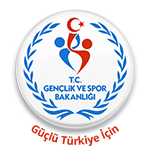 T.C.
GENÇLİK VE SPOR
BAKANLIĞI
Güçlü Türkiye İçin